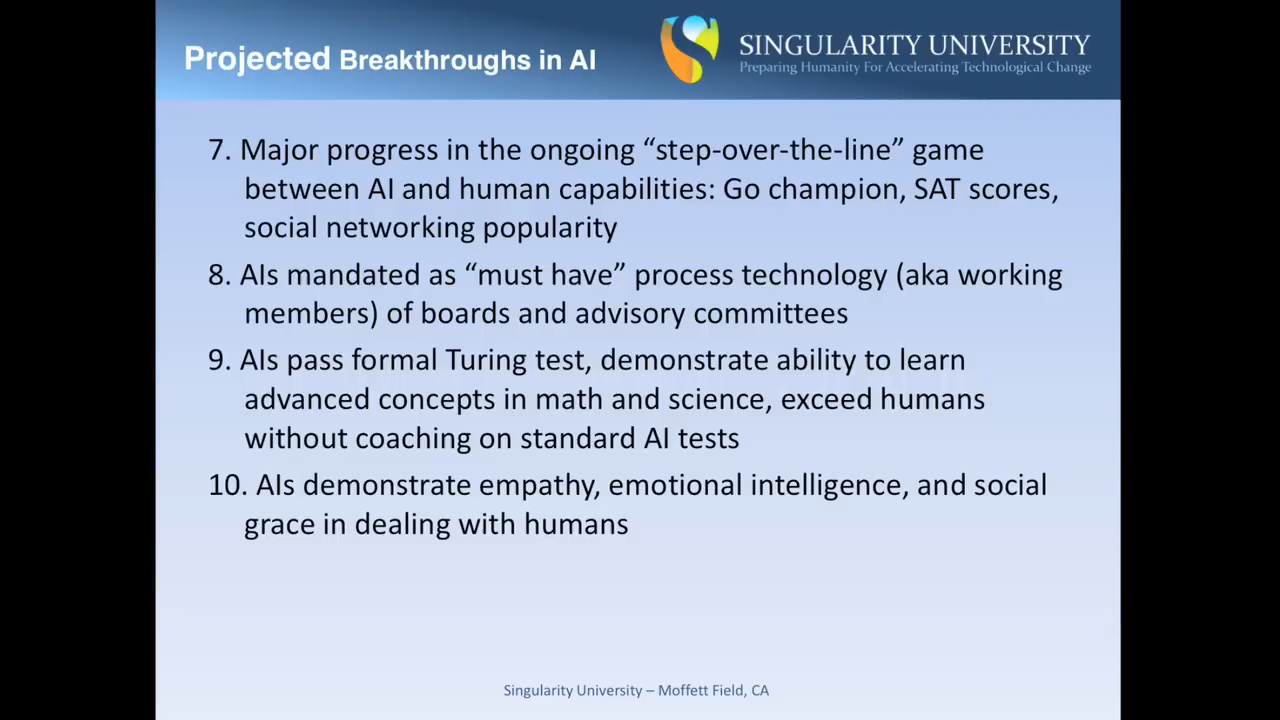 Projected Breakthroughs in AI
SINGULARITY UNIVERSITY
Preparing Humanity For Accelerating Technological Change
7. Major progress in the ongoing “step-over-the-line” game
between AI and human capabilities: Go champion, SAT scores,
social networking popularity
8. AIs mandated as “must have” process technology (aka working
members) of boards and advisory committees
9. AIs pass formal Turing test, demonstrate ability to learn
advanced concepts in math and science, exceed humans
without coaching on standard AI tests
10. AIs demonstrate empathy, emotional intelligence, and social
grace in dealing with humans
Singularity University – Moffett Field, CA